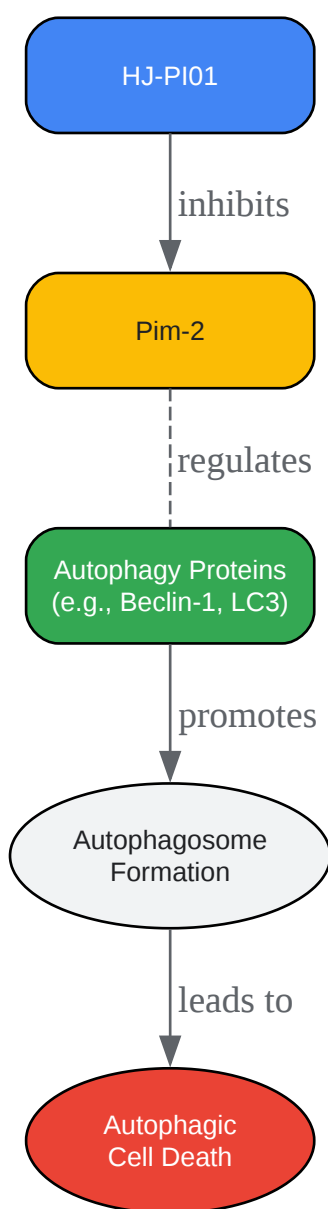 HJ-PI01
inhibits
Pim-2
regulates
Autophagy Proteins
(e.g., Beclin-1, LC3)
promotes
Autophagosome
Formation
leads to
Autophagic
Cell Death